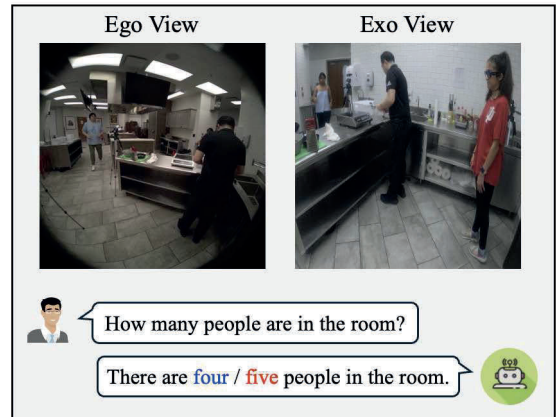 Ego View
Exo View
How many people are in the room?
There are four / five people in the room.